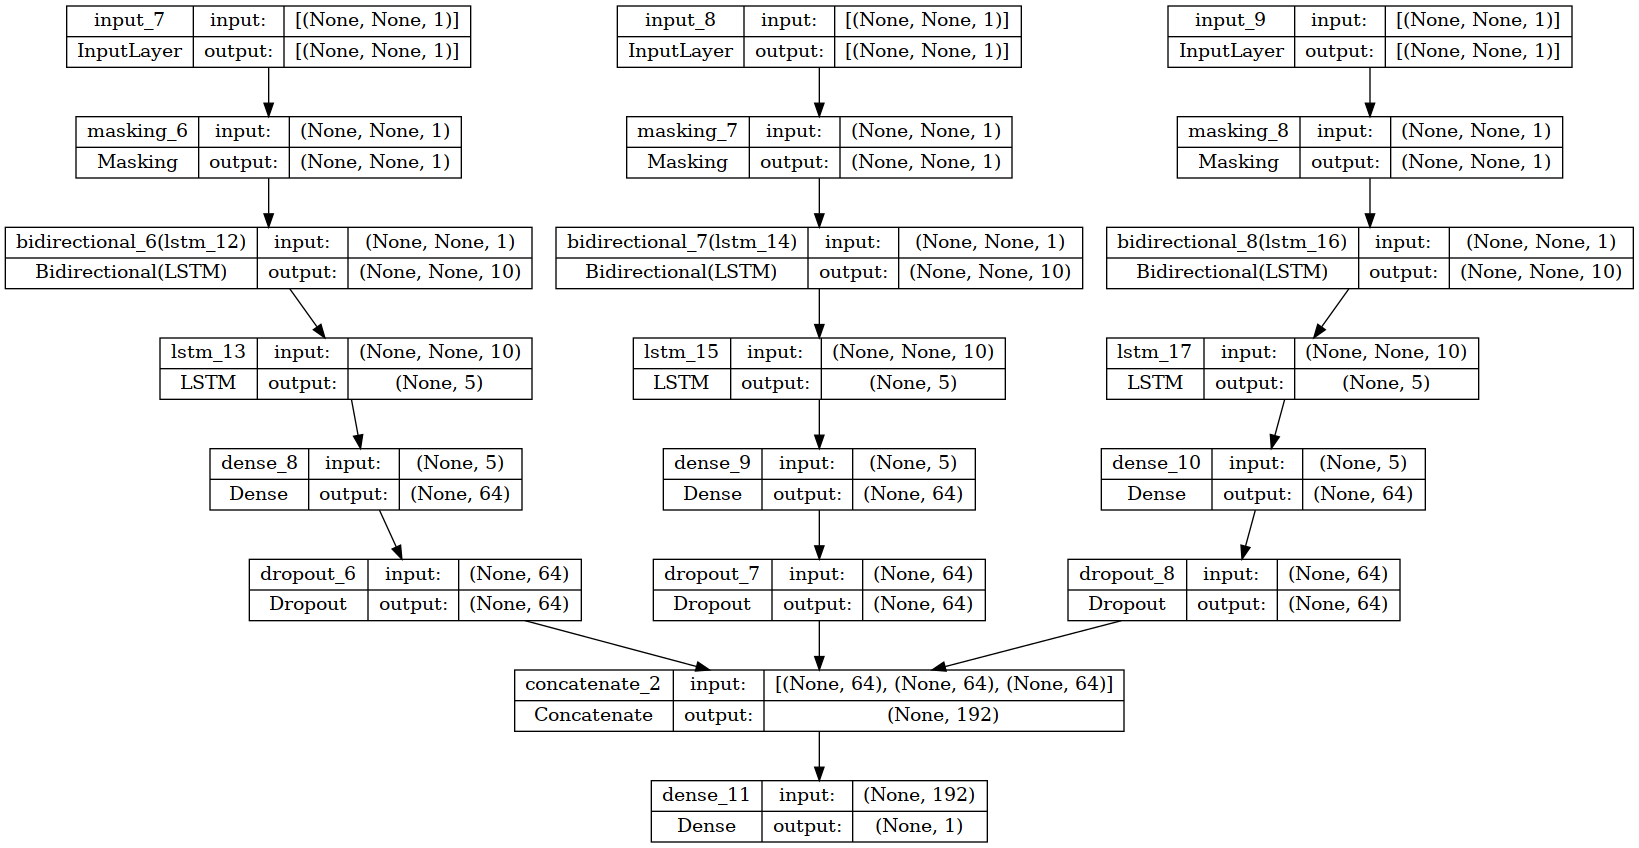 input_7 input: [(None, None, 1)]
InputLayer output: [(None, None, 1)]
input_8 input: [(None, None, 1)]
InputLayer output: [(None, None, 1)]
input_9 input: [(None, None, 1)]
InputLayer output: [(None, None, 1)]
masking_6 input: (None, None, 1)
Masking output: (None, None, 1)
masking_7 input: (None, None, 1)
Masking output: (None, None, 1)
masking_8 input: (None, None, 1)
Masking output: (None, None, 1)
bidirectional_6(lstm_12) input: (None, None, 1)
Bidirectional(LSTM) output: (None, None, 10)
bidirectional_7(lstm_14) input: (None, None, 1)
Bidirectional(LSTM) output: (None, None, 10)
bidirectional_8(lstm_16) input: (None, None, 1)
Bidirectional(LSTM) output: (None, None, 10)
lstm_13 input: (None, None, 10)
LSTM output: (None, 5)
lstm_15 input: (None, None, 10)
LSTM output: (None, 5)
lstm_17 input: (None, None, 10)
LSTM output: (None, 5)
dense_8 input: (None, 5)
Dense output: (None, 64)
dense_9 input: (None, 5)
Dense output: (None, 64)
dense_10 input: (None, 5)
Dense output: (None, 64)
dropout_6 input: (None, 64)
Dropout output: (None, 64)
dropout_7 input: (None, 64)
Dropout output: (None, 64)
dropout_8 input: (None, 64)
Dropout output: (None, 64)
concatenate_2 input: [(None, 64), (None, 64), (None, 64)]
Concatenate output: (None, 192)
dense_11 input: (None, 192)
Dense output: (None, 1)